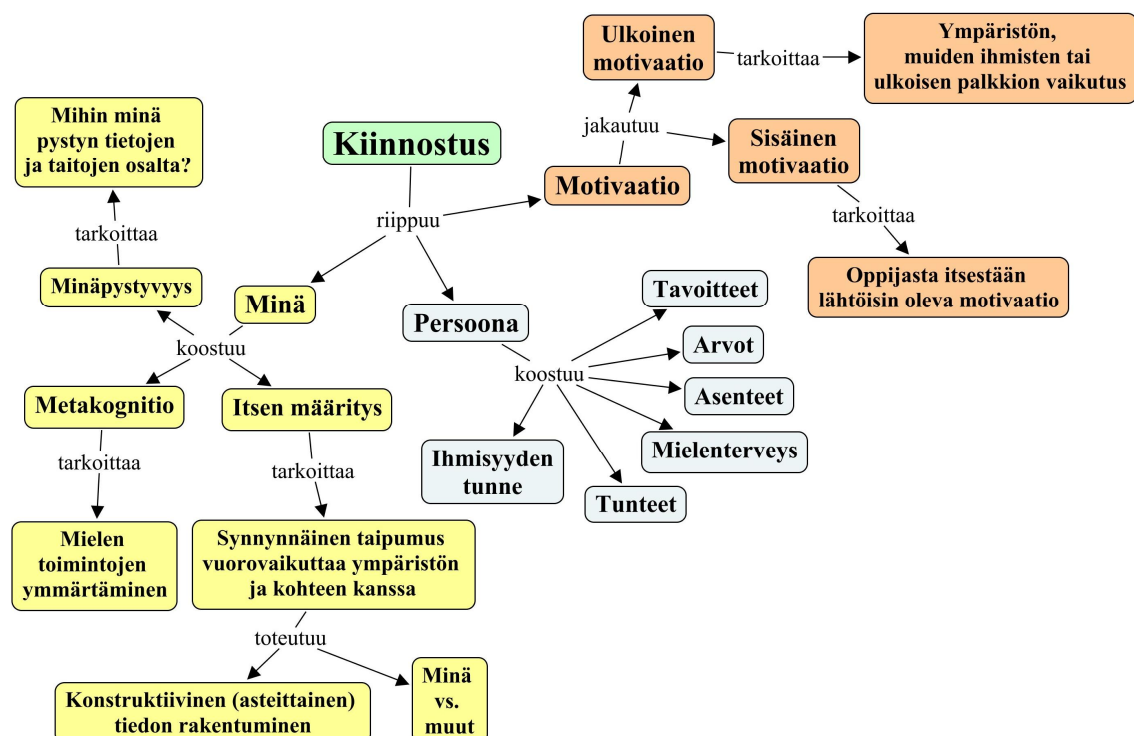 Ulkoinen
motivaatio
tarkoittaa
Ympäristön,
muiden ihmisten tai
ulkoisen palkkion vaikutus
Mihin minä
pystyn tietojen
ja taitojen osalta?
Kiinnostus
jakautuu
Sisäinen
motivaatio
Motivaatio
tarkoittaa
riippuu
tarkoittaa
Oppijasta itsestään
lähtöisin oleva motivaatio
Minäpystyvyys
Minä
Persoona
Tavoitteet
koostuu
Arvot
koostuu
Asenteet
Metakognitio
Itsen määritys
Mielenterveys
Ihmisyyden
tunne
Tunteet
tarkoittaa
tarkoittaa
Mielen
toimintojen
ymmärtäminen
Synnynnäinen taipumus
vuorovaikuttaa ympäristön
ja kohteen kanssa
toteutuu
Konstruktiivinen (asteittainen)
tiedon rakentuminen
Minä
vs.
muut